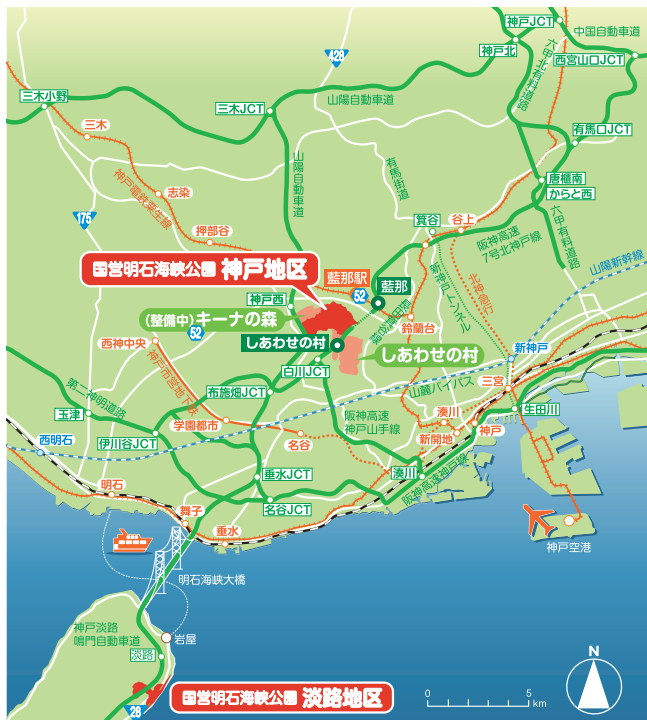 神戸JCT
中国自動車道
神戸北
西宮山口JCT
六甲北有料道路
428
三木小野
三木JCT
山陽自動車道
三木
有馬口JCT
神戸電鉄粟生線
志染
山陽自動車道
有馬街道
唐櫃南
からと西
175
押部谷
箕谷
谷上
阪神高速
7号北神戸線
六甲有料道路
山陽新幹線
国営明石海峡公園 神戸地区
藍那駅
52
藍那
新神戸トンネル
北神急行
神戸西
(整備中)キーナの森
52
鈴蘭台
しあわせの村
しあわせの村
西神中央
神戸市営地下鉄
白川JCT
新神戸
第二神明道路
布施畑JCT
山麓バイパス
三宮
玉津
阪神高速
神戸山手線
生田川
学園都市
湊川
西明石
伊川谷JCT
名谷
新開地
神戸
垂水JCT
湊川
明石
阪神高速神戸線
名谷JCT
舞子
垂水
神戸空港
明石海峡大橋
神戸淡路
鳴門自動車道
岩屋
淡路
国営明石海峡公園 淡路地区
28
0
5
km
N